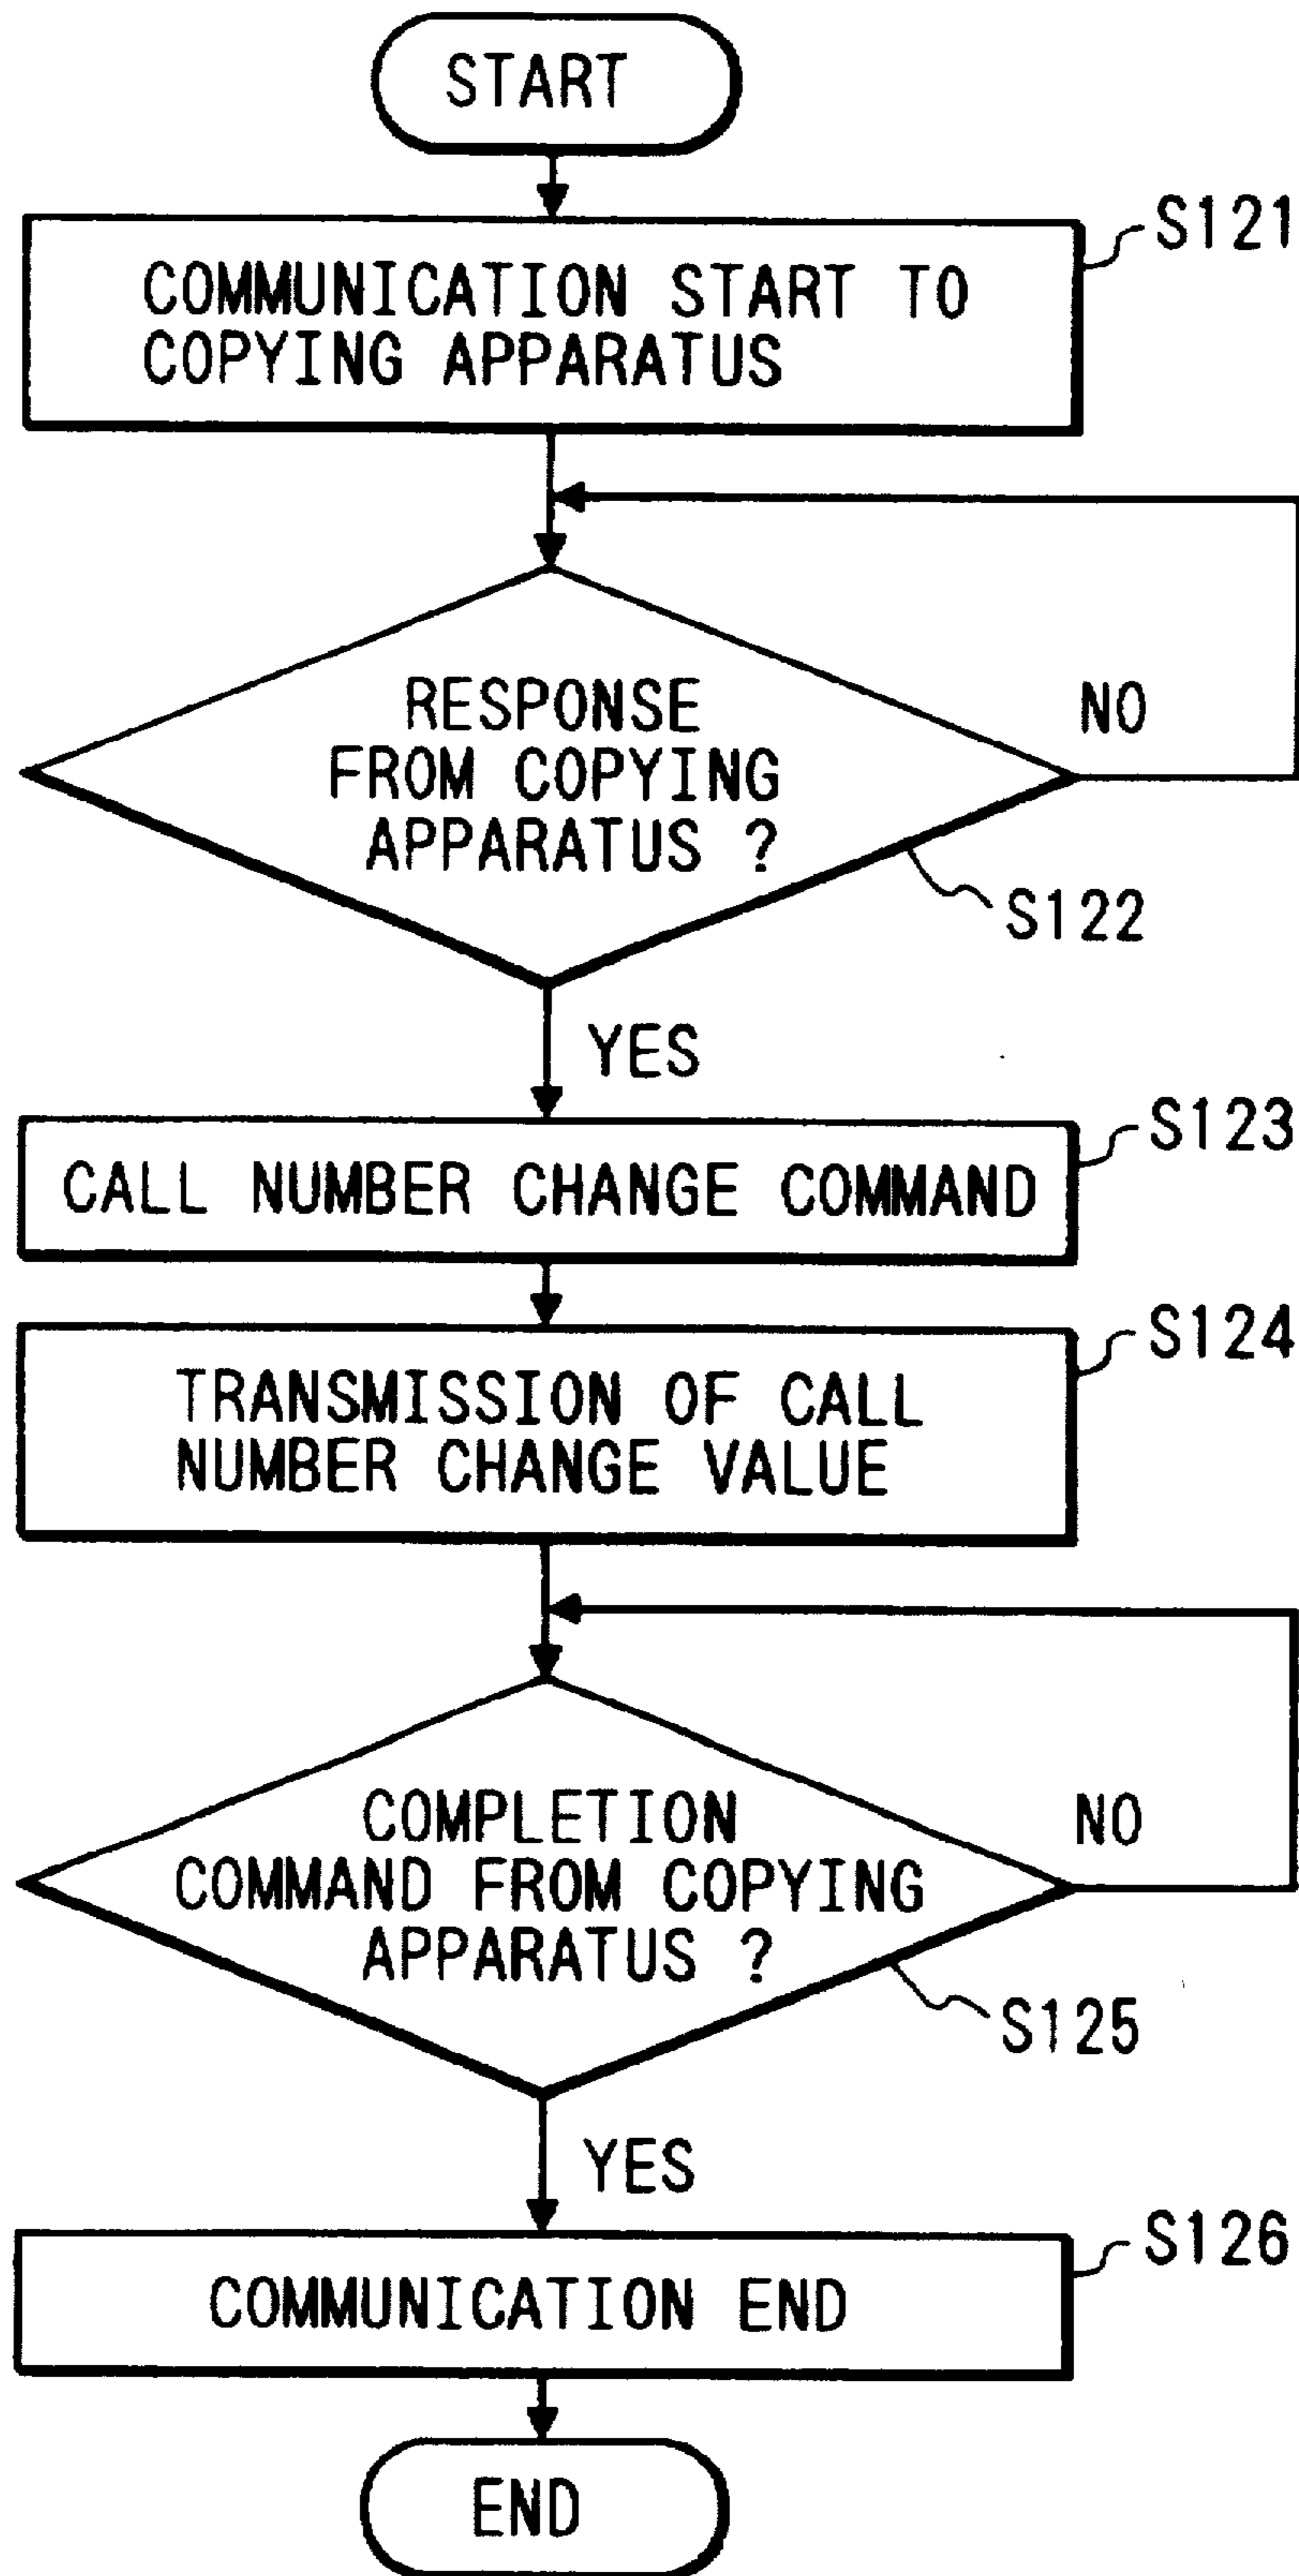 START
S121
COMMUNICATION START TO
COPYING APPARATUS
RESPONSE
FROM COPYING
APPARATUS ?
NO
S122
YES
S123
CALL NUMBER CHANGE COMMAND
S124
TRANSMISSION OF CALL
NUMBER CHANGE VALUE
COMPLETION
COMMAND FROM COPYING
APPARATUS ?
NO
S125
YES
S126
COMMUNICATION END
END